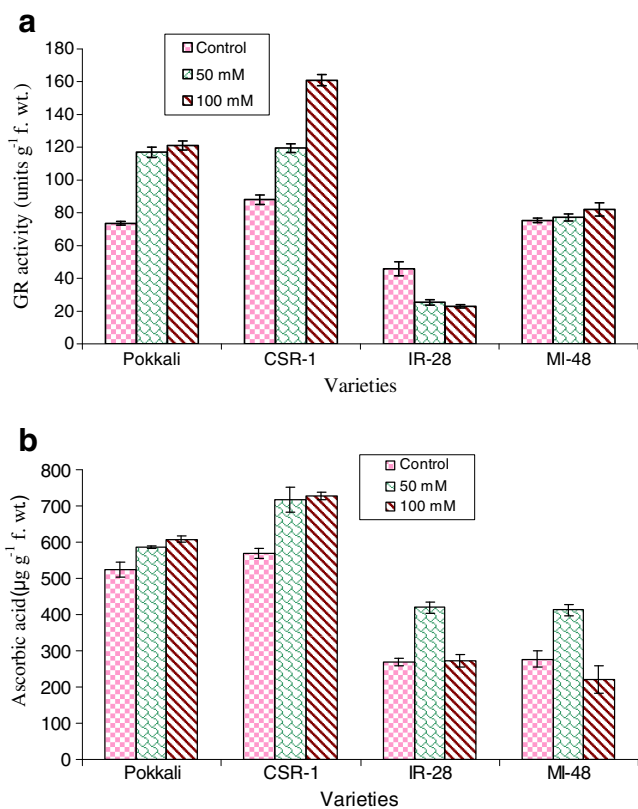 a
Control
50 mM
100 mM
GR activity (units g⁻¹ f. wt.)
180
160
140
120
100
80
60
40
20
0
Pokkali CSR-1 IR-28 MI-48
Varieties
b
Control
50 mM
100 mM
Ascorbic acid(µg g⁻¹ f. wt.)
800
700
600
500
400
300
200
100
0
Pokkali CSR-1 IR-28 MI-48
Varieties